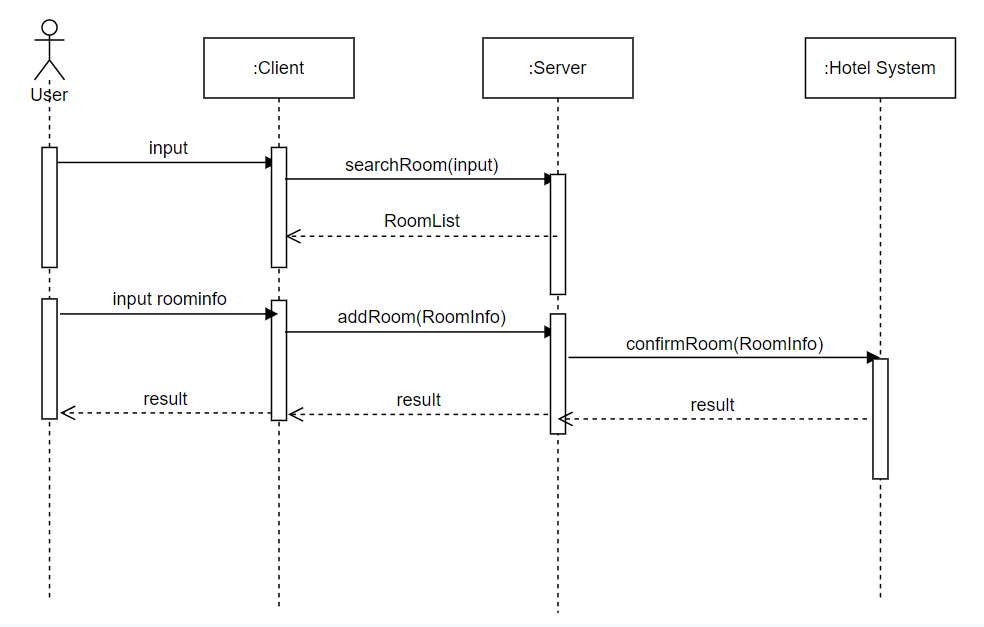 User
:Client
:Server
:Hotel System
input
searchRoom(input)
RoomList
input roominfo
addRoom(RoomInfo)
confirmRoom(RoomInfo)
result
result
result